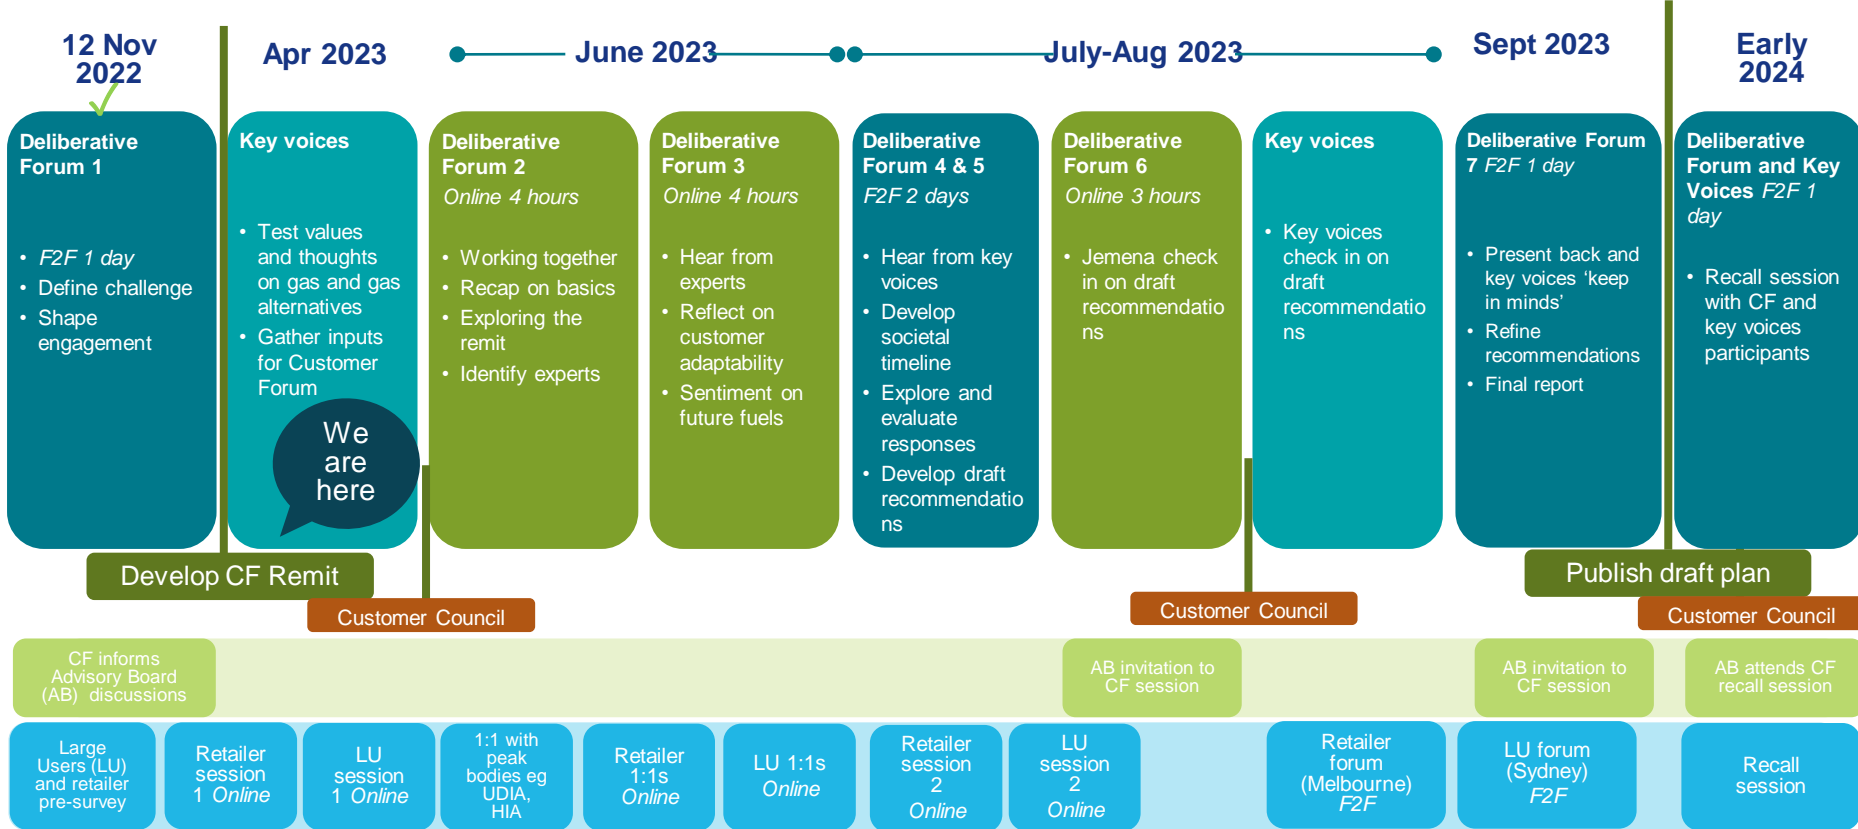 12 Nov
2022
Apr 2023
June 2023
July-Aug 2023
Sept 2023
Early
2024
Deliberative
Forum 1
• F2F 1 day
• Define challenge
• Shape
engagement
Key voices
• Test values
and thoughts
on gas and gas
alternatives
• Gather inputs
for Customer
Forum
We
are
here
Deliberative
Forum 2
Online 4 hours
• Working together
• Recap on basics
• Exploring the
remit
• Identify experts
Deliberative
Forum 3
Online 4 hours
• Hear from
experts
• Reflect on
customer
adaptability
• Sentiment on
future fuels
Deliberative
Forum 4 & 5
F2F 2 days
• Hear from key
voices
• Develop
societal
timeline
• Explore and
evaluate
responses
• Develop draft
recommendatio
ns
Deliberative
Forum 6
Online 3 hours
• Jemena check
in on draft
recommendatio
ns
Key voices
• Key voices
check in on
draft
recommendatio
ns
Deliberative Forum
7 F2F 1 day
• Present back and
key voices ‘keep
in minds’
• Refine
recommendations
• Final report
Deliberative
Forum and Key
Voices F2F 1
day
• Recall session
with CF and
key voices
participants
Develop CF Remit
Publish draft plan
Customer Council
Customer Council
Customer Council
CF informs
Advisory Board
(AB) discussions
AB invitation to
CF session
AB invitation to
CF session
AB attends CF
recall session
Large
Users (LU)
and retailer
pre-survey
Retailer
session
1 Online
LU
session
1 Online
1:1 with
peak
bodies eg
UDIA,
HIA
Retailer
1:1s
Online
LU 1:1s
Online
Retailer
session
2
Online
LU
session
2
Online
Retailer
forum
(Melbourne)
F2F
LU forum
(Sydney)
F2F
Recall
session